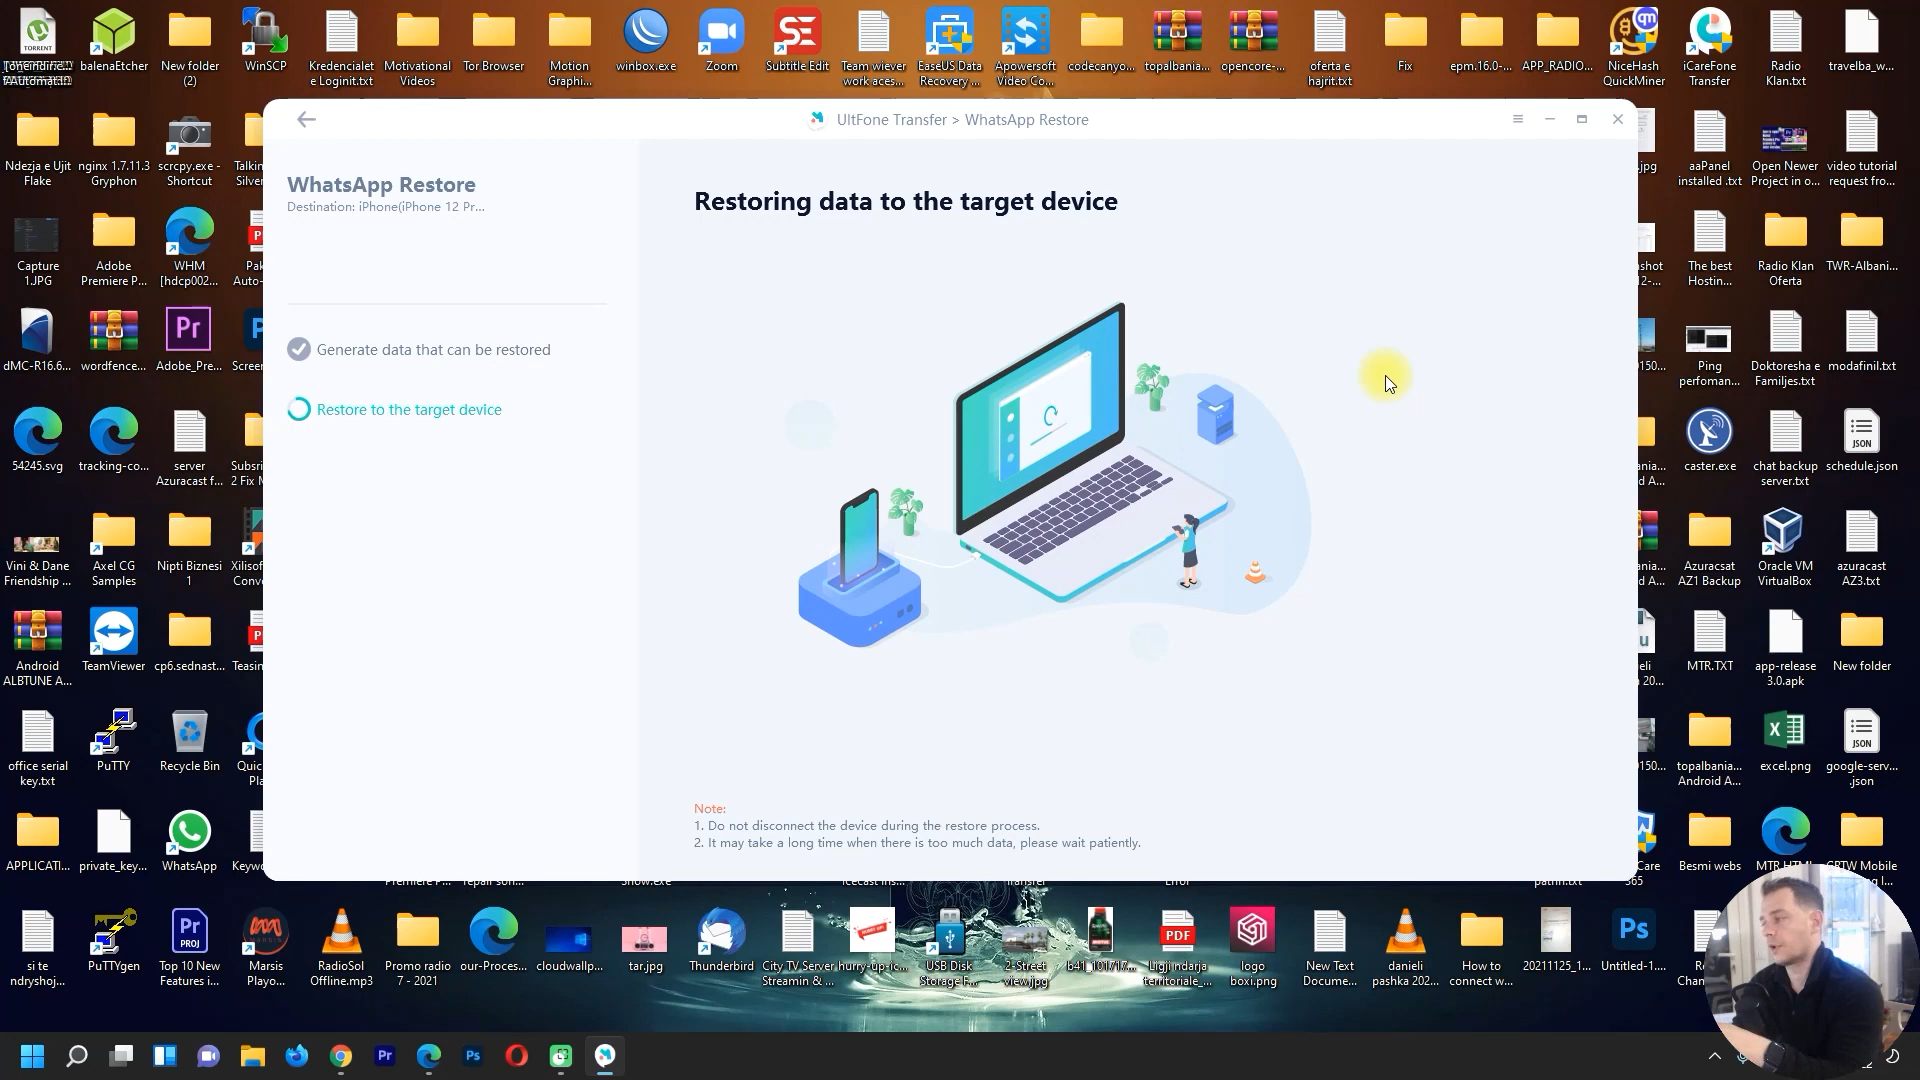 balenaEtcher
New folder
(2)
WinSCP
Kredencialet
e Loginit.txt
Motivational
Videos
Tor Browser
Motion
Graphi...
winbox.exe
Zoom
Subtitle Edit
Team wiever
work aces...
EaseUS Data
Recovery ...
Apowersoft
Video Co...
codecanyo...
topalbania...
opencore-...
oferta e
hajrit.txt
Fix
epm.16.0-...
APP_RADIO...
NiceHash
QuickMiner
iCareFone
Transfer
Radio
Klan.txt
travelba_w...
UltFone Transfer > WhatsApp Restore
WhatsApp Restore
Destination: iPhone(iPhone 12 Pr...
Generate data that can be restored
Restore to the target device
Restoring data to the target device
Note:
1. Do not disconnect the device during the restore process.
2. It may take a long time when there is too much data, please wait patiently.
Ndezja e Ujit
Flake
nginx 1.7.11.3
Gryphon
scrcpy.exe -
Shortcut
aaPanel
installed .txt
Open Newer
Project in o...
video tutorial
request fro...
Capture
1.JPG
Adobe
Premiere P...
WHM
[hdcp002...
The best
Hostin...
Radio Klan
Oferta
TWR-Albani...
dMC-R16.6...
wordfence...
Adobe_Pre...
Ping
perfoman...
Doktoresha e
Familjes.txt
modafinil.txt
54245.svg
tracking-co...
server
Azuracast f...
caster.exe
chat backup
server.txt
schedule.json
Vini & Dane
Friendship ...
Axel CG
Samples
Nipti Biznesi
1
Azuracsat
AZ1 Backup
Oracle VM
VirtualBox
azuracast
AZ3.txt
Android
ALBTUNE A...
TeamViewer
cp6.sednast...
MTR.TXT
app-release
3.0.apk
New folder
office serial
key.txt
PuTTY
Recycle Bin
topalbania...
Android A...
excel.png
google-serv...
.json
APPLICATI...
private_key...
WhatsApp
Besmi webs
si te
ndryshoj...
PuTTYgen
Top 10 New
Features i...
Marsis
Playo...
RadioSol
Offline.mp3
Promo radio
7 - 2021
our-Proces...
cloudwallp...
tar.jpg
Thunderbird
City TV Server
Streamin & ...
hurry-up-ic...
USB Disk
Storage F...
2-Street
view.jpg
Ligji ndarja
territoriale_...
logo
boxi.png
New Text
Docume...
danieli
pashka 202...
How to
connect w...
20211125_1...
Untitled-1....